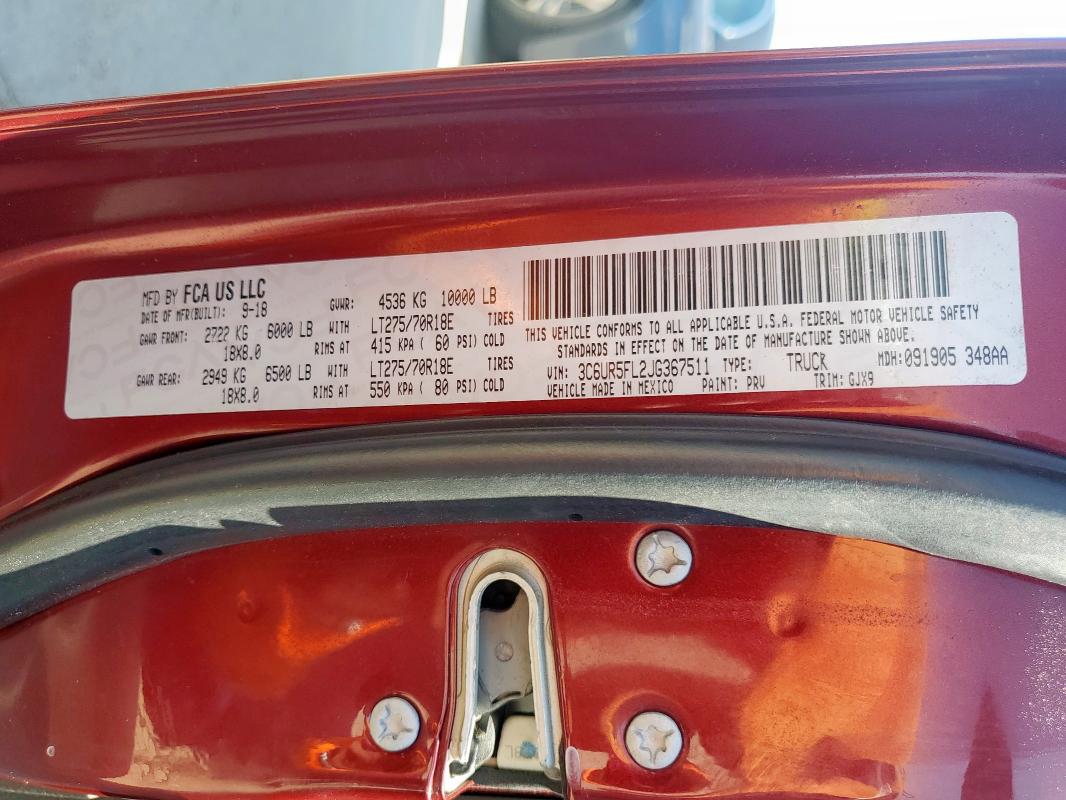 MFD BY FCA US LLC
DATE OF MFR(BUILT): 9-18 GVWR: 4536 KG 10000 LB
GAWR FRONT: 2722 KG 6000 LB WITH LT275/70R18E TIRES
18X8.0 RIMS AT 415 KPA ( 60 PSI) COLD
GAWR REAR: 2949 KG 6500 LB WITH LT275/70R18E TIRES
18X8.0 RIMS AT 550 KPA ( 80 PSI) COLD
THIS VEHICLE CONFORMS TO ALL APPLICABLE U.S.A. FEDERAL MOTOR VEHICLE SAFETY
STANDARDS IN EFFECT ON THE DATE OF MANUFACTURE SHOWN ABOVE.
VIN: 3C6UR5FL2JG367511 TYPE: TRUCK MDH:091905 348AA
VEHICLE MADE IN MEXICO PAINT: PRV TRIM: GJX9